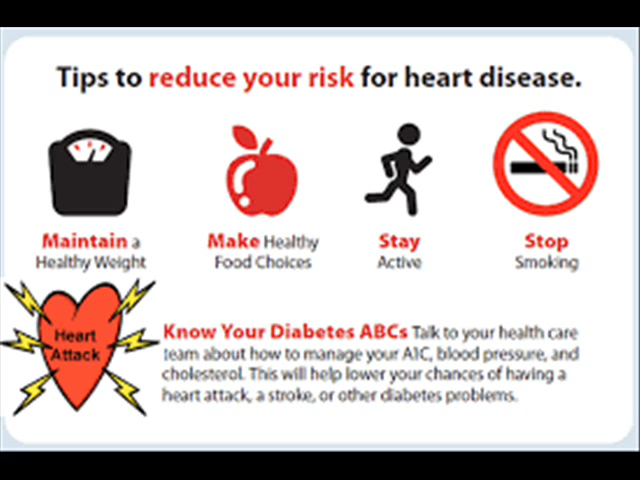 Tips to reduce your risk for heart disease.
Maintain a
Healthy Weight
Make Healthy
Food Choices
Stay
Active
Stop
Smoking
Heart
Attack
Know Your Diabetes ABCs Talk to your health care
team about how to manage your A1C, blood pressure, and
cholesterol. This will help lower your chances of having a
heart attack, a stroke, or other diabetes problems.